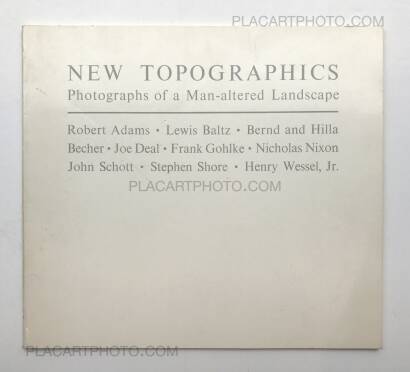 PLACARTPHOTO.COM
NEW TOPOGRAPHICS
Photographs of a Man-altered Landscape
Robert Adams • Lewis Baltz • Bernd and Hilla
Becher • Joe Deal • Frank Gohlke • Nicholas Nixon
John Schott • Stephen Shore • Henry Wessel, Jr.
PLACARTPHOTO.COM
PLACARTPHOTO.COM